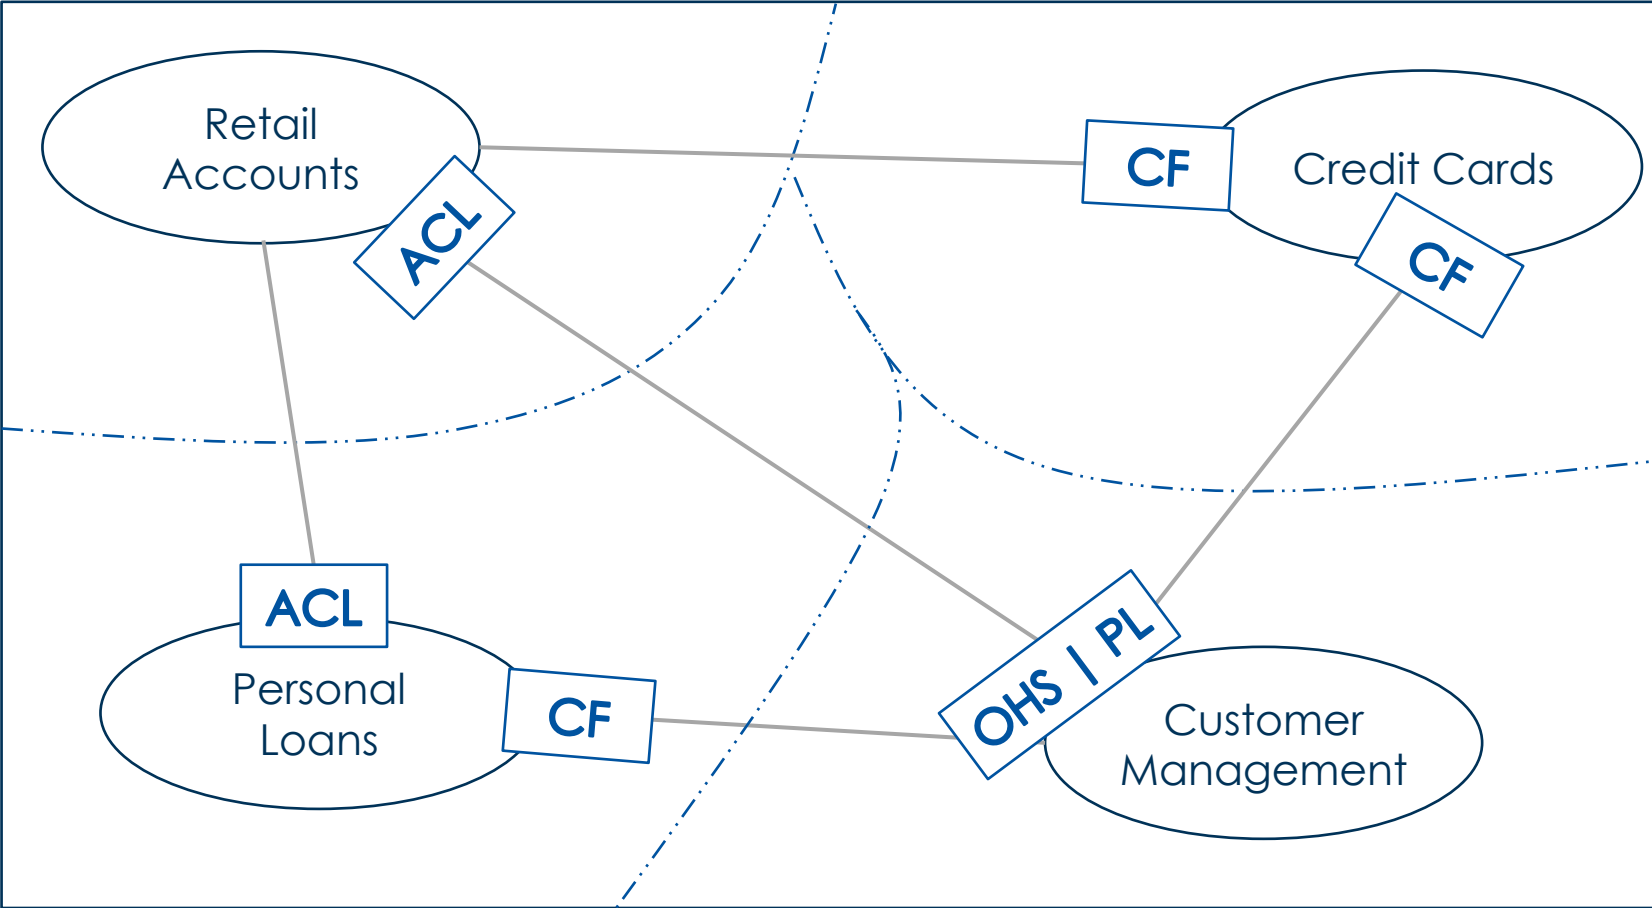 Retail
Accounts
ACL
CF
Credit Cards
CF
ACL
Personal
Loans
CF
OHS | PL
Customer
Management